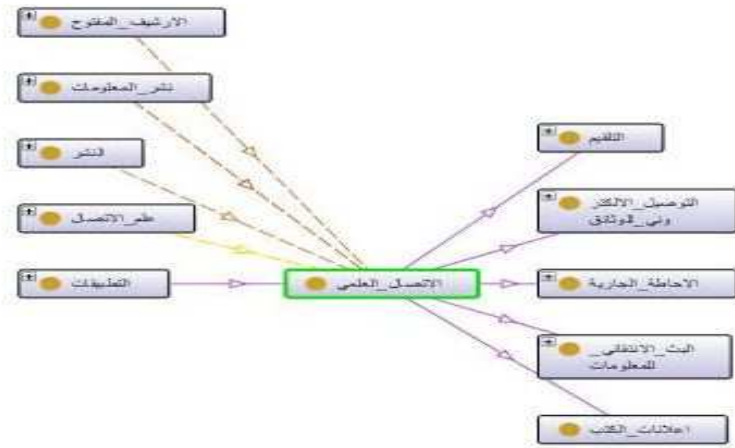 الارشيف_المفتوح
نشر_المعلومات
النشر
علم_الاتصال
التطبيقات
الاتصال_العلمي
التقييم
التوصيل_الالكتر
وني_للوثائق
الاحاطة_الجارية
البث_الانتقائي_
للمعلومات
اعلانات_الكتب